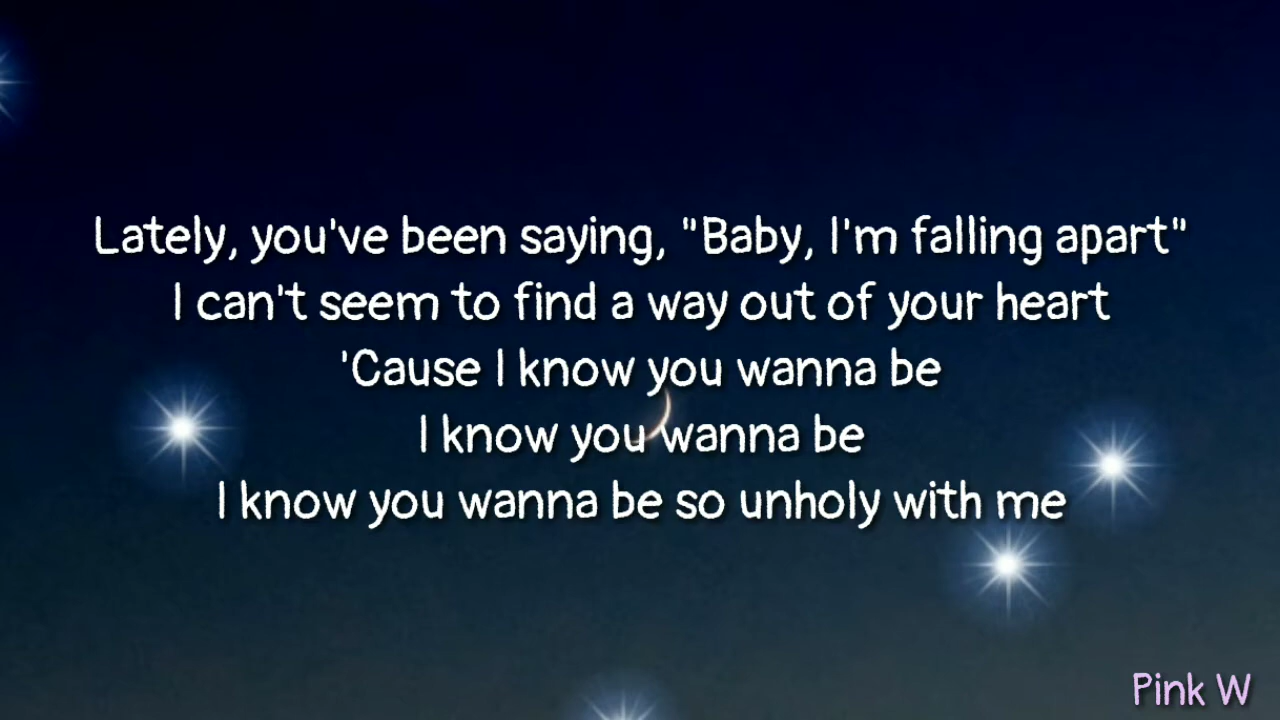 Lately, you've been saying, "Baby, I'm falling apart"
I can't seem to find a way out of your heart
'Cause I know you wanna be
I know you wanna be
I know you wanna be so unholy with me
Pink W